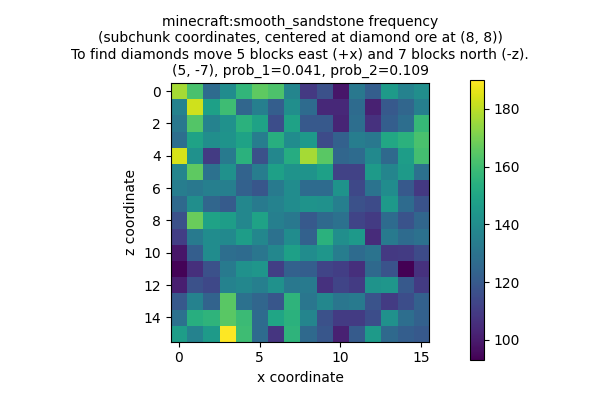 minecraft:smooth_sandstone frequency
(subchunk coordinates, centered at diamond ore at (8, 8))
To find diamonds move 5 blocks east (+x) and 7 blocks north (-z).
(5, -7), prob_1=0.041, prob_2=0.109
0
2
4
6
8
10
12
14
z coordinate
0
5
10
15
x coordinate
180
160
140
120
100